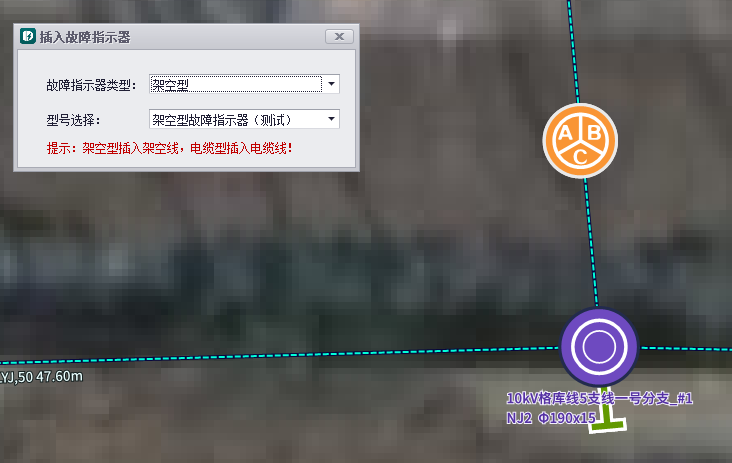 插入故障指示器
故障指示器类型： 架空型
型号选择： 架空型故障指示器（测试）
提示：架空型插入架空线，电缆型插入电缆线！
A B
C
YJ,50 47.60m
10kV格库线5支线一号分支_#1
NJ2 Φ190x15